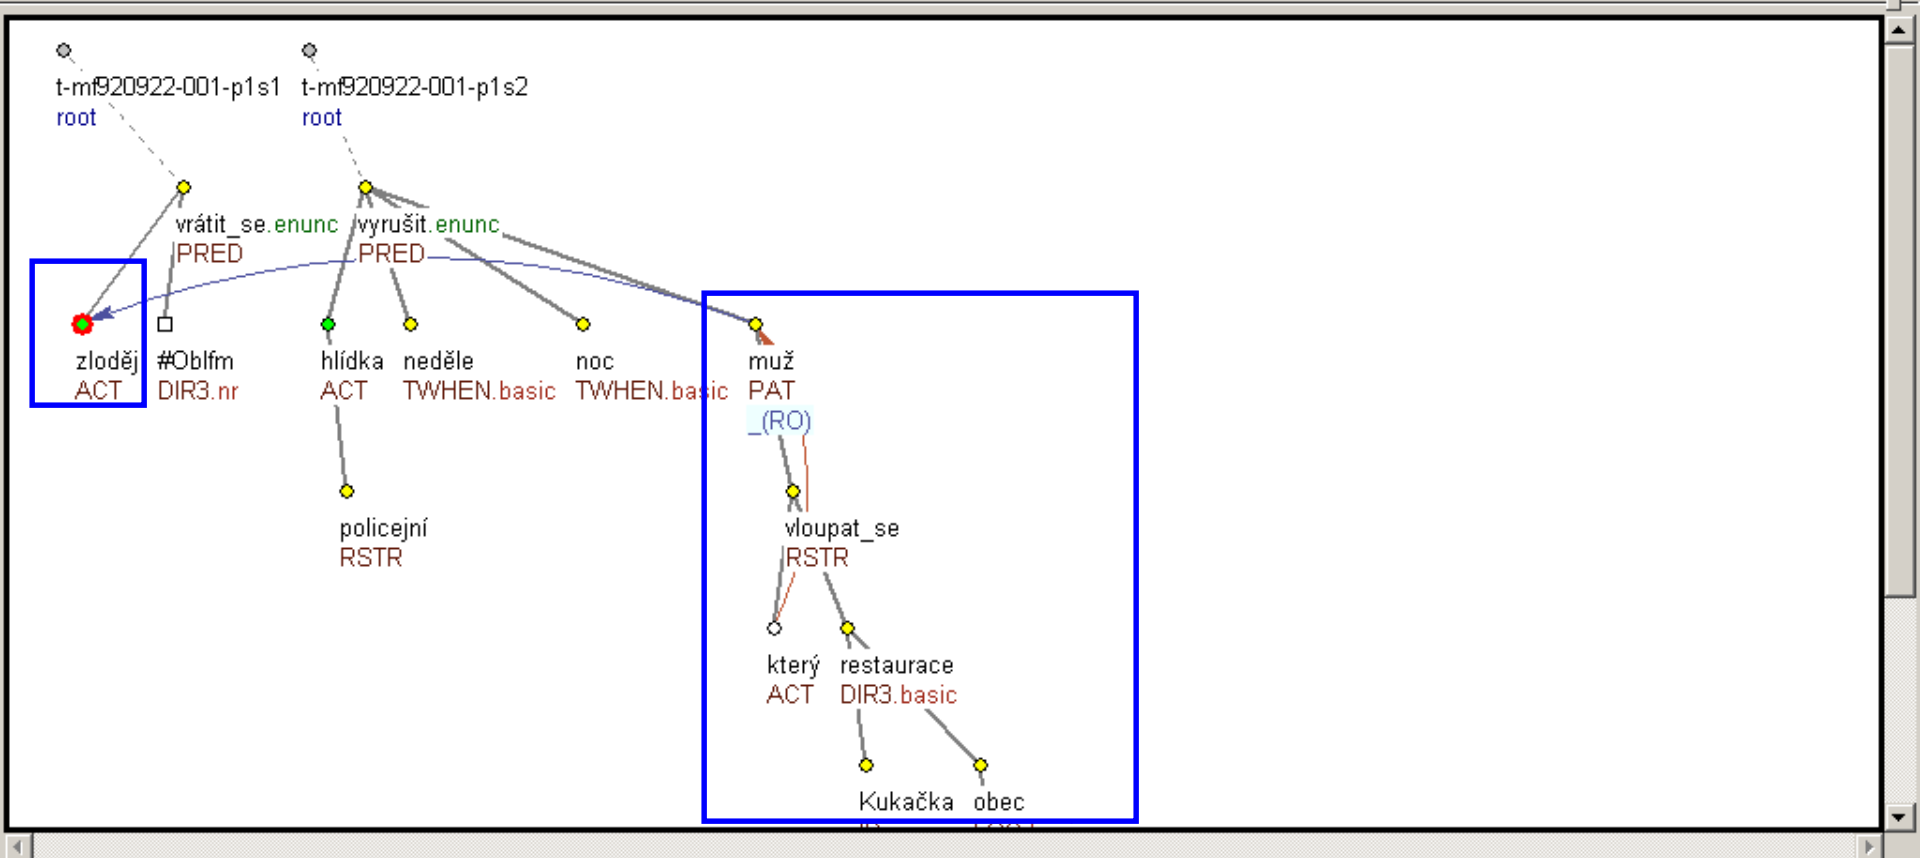 t-mf920922-001-p1s1 t-mf920922-001-p1s2
root root
vrátit_se.enunc vyrušit.enunc
PRED PRED
zloděj #Oblfm hlídka neděle noc muž
ACT DIR3.nr ACT TWHEN.basic TWHEN.basic PAT
_(RO)
policejní vloupat_se
RSTR RSTR
který restaurace
ACT DIR3.basic
Kukačka obec